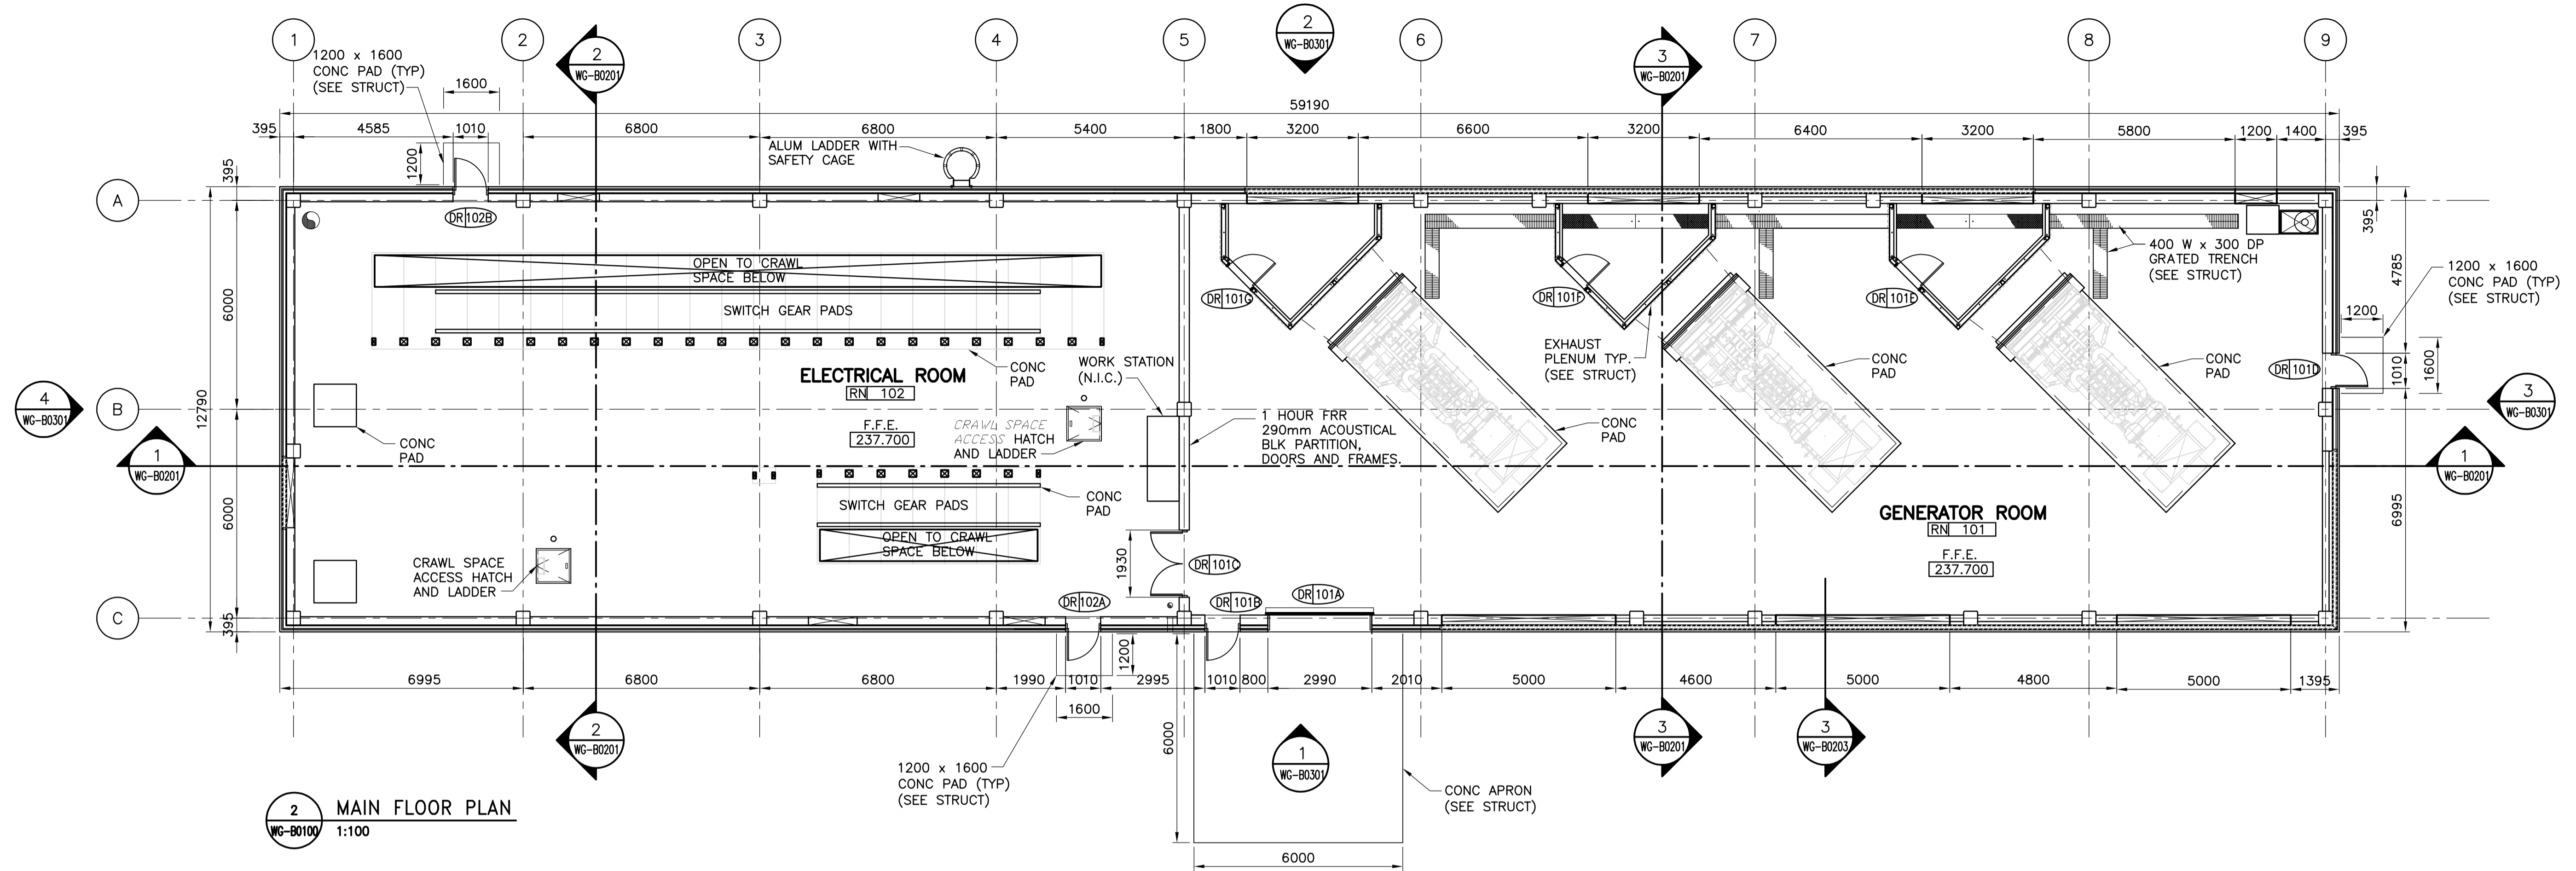 1
2
3
4
5
6
7
8
9
2
WG-B0201
2
WG-B0301
3
WG-B0201
1200 x 1600
CONC PAD (TYP)
(SEE STRUCT)
1600
59190
395
4585
1010
6800
6800
5400
1800
3200
6600
3200
6400
3200
5800
1200
1400
395
ALUM LADDER WITH
SAFETY CAGE
1200
395
395
A
DR 102B
OPEN TO CRAWL
SPACE BELOW
SWITCH GEAR PADS
CONC
PAD
6000
12790
ELECTRICAL ROOM
RN 102
F.F.E.
237.700
WORK STATION
(N.I.C.)
CRAWL SPACE
ACCESS HATCH
AND LADDER
1 HOUR FRR
290mm ACOUSTICAL
BLK PARTITION,
DOORS AND FRAMES.
DR 101G
DR 101F
DR 101E
EXHAUST
PLENUM TYP.
(SEE STRUCT)
CONC
PAD
CONC
PAD
CONC
PAD
400 W x 300 DP
GRATED TRENCH
(SEE STRUCT)
4785
1200 x 1600
CONC PAD (TYP)
(SEE STRUCT)
1200
1600
1010
DR 101D
4
WG-B0301
B
3
WG-B0301
CONC
PAD
1
WG-B0201
1
WG-B0201
CONC
PAD
SWITCH GEAR PADS
OPEN TO CRAWL
SPACE BELOW
6000
CRAWL SPACE
ACCESS HATCH
AND LADDER
1930
DR 101C
GENERATOR ROOM
RN 101
F.F.E.
237.700
6995
C
395
DR 102A
DR 101B
DR 101A
1200
6995
6800
6800
1990
1010
2995
1010
800
2990
2010
5000
4600
5000
4800
5000
1395
1600
2
WG-B0201
6000
1
WG-B0301
3
WG-B0201
3
WG-B0203
1200 x 1600
CONC PAD (TYP)
(SEE STRUCT)
CONC APRON
(SEE STRUCT)
6000
2
WG-B0100
MAIN FLOOR PLAN
1:100